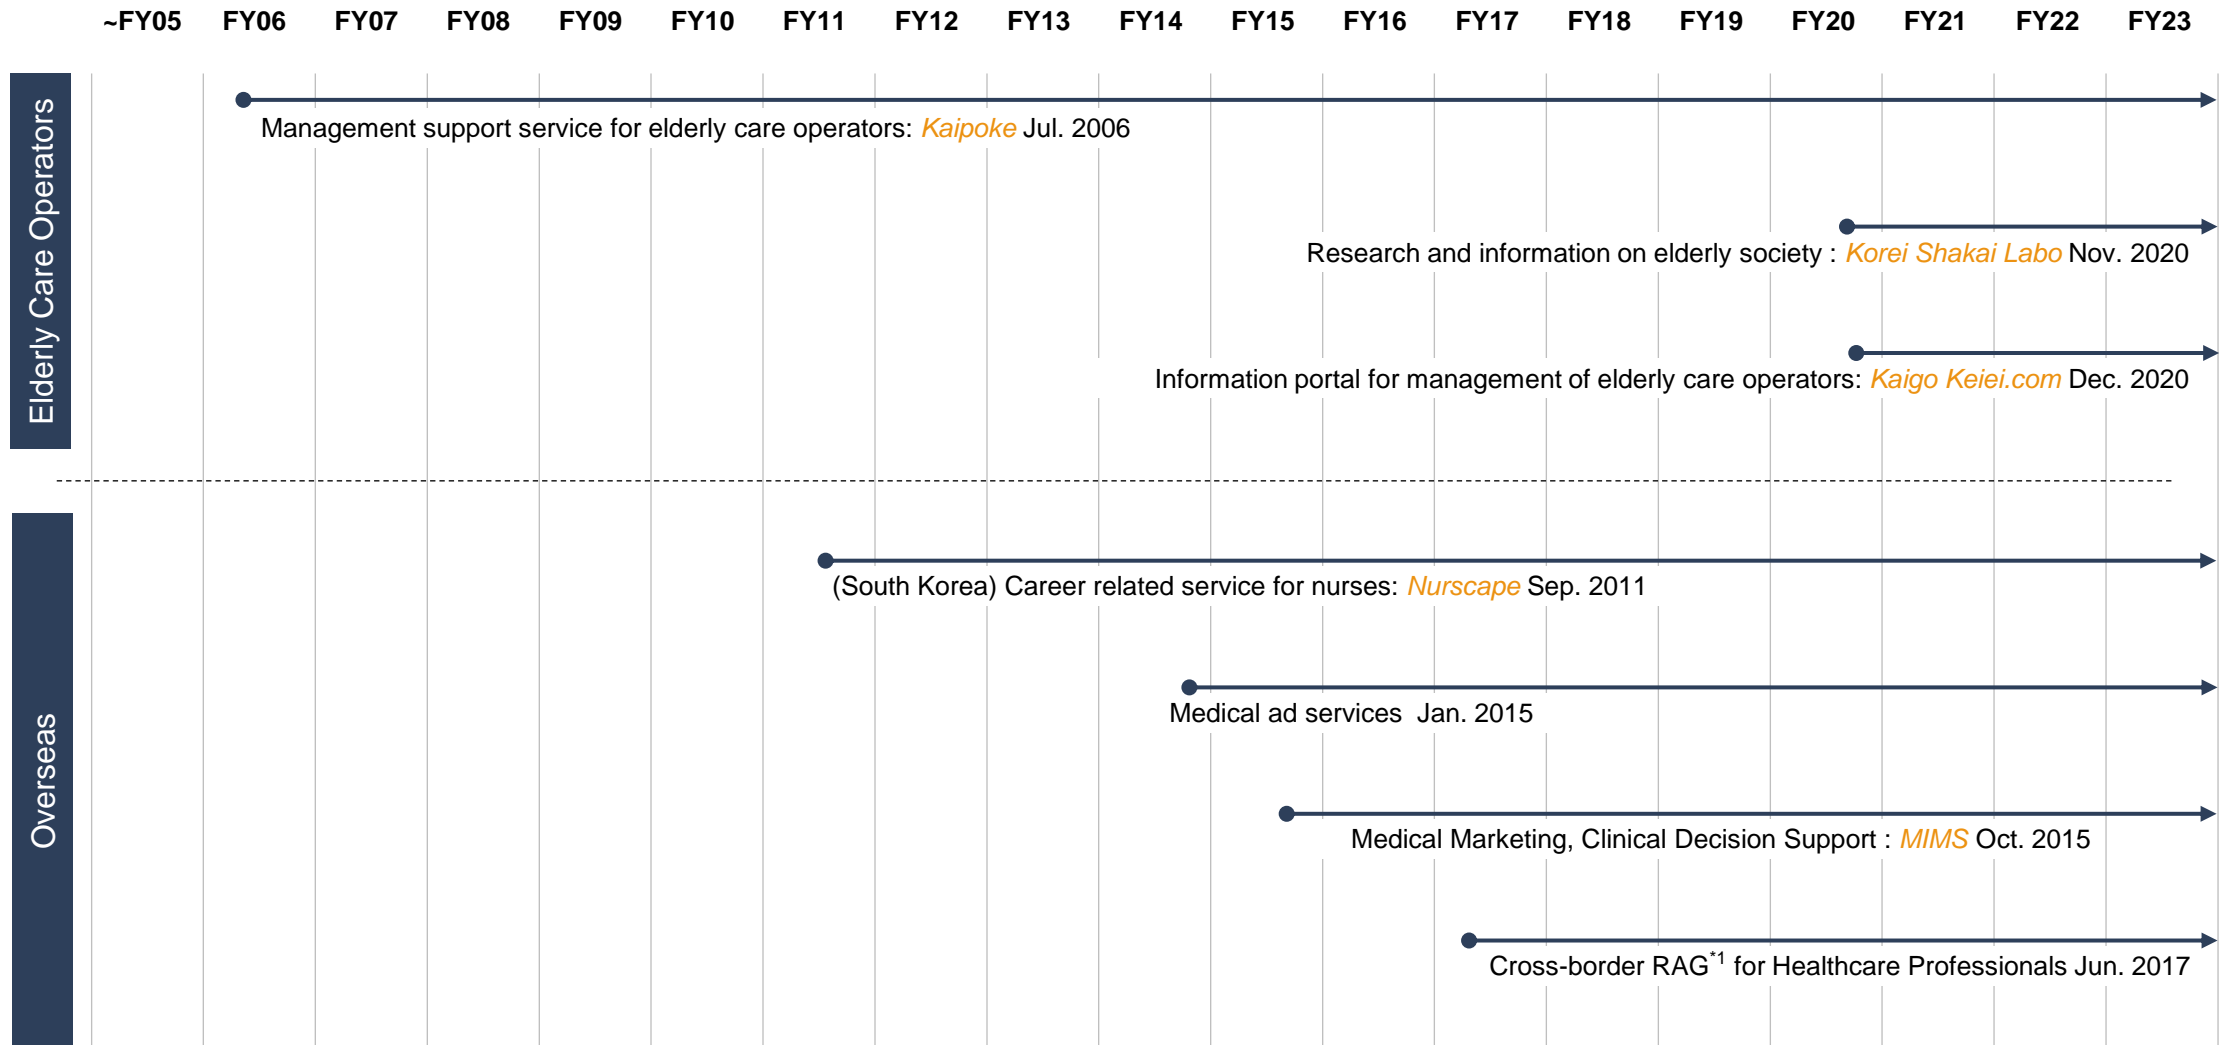 ~FY05 FY06 FY07 FY08 FY09 FY10 FY11 FY12 FY13 FY14 FY15 FY16 FY17 FY18 FY19 FY20 FY21 FY22 FY23
Elderly Care Operators
Management support service for elderly care operators: Kaipoke Jul. 2006
Research and information on elderly society : Korei Shakai Labo Nov. 2020
Information portal for management of elderly care operators: Kaigo Keiei.com Dec. 2020
Overseas
(South Korea) Career related service for nurses: Nurscape Sep. 2011
Medical ad services Jan. 2015
Medical Marketing, Clinical Decision Support : MIMS Oct. 2015
Cross-border RAG*1 for Healthcare Professionals Jun. 2017